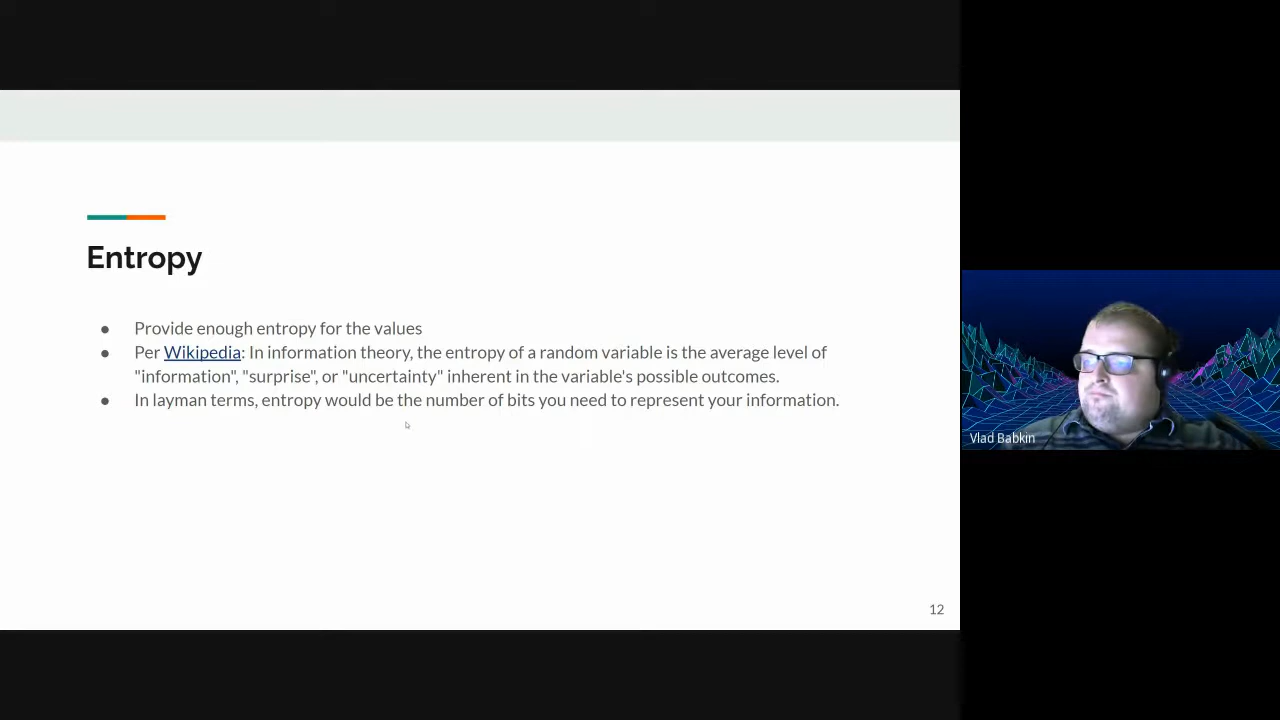 Entropy
● Provide enough entropy for the values
● Per Wikipedia: In information theory, the entropy of a random variable is the average level of
"information", "surprise", or "uncertainty" inherent in the variable's possible outcomes.
● In layman terms, entropy would be the number of bits you need to represent your information.
12
Vlad Babkin